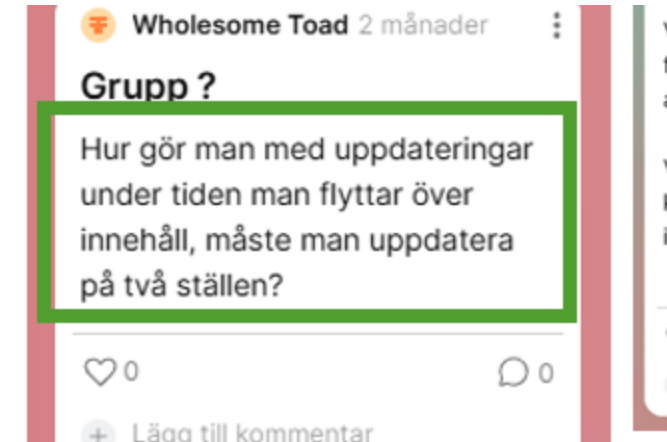 Wholesome Toad 2 månader
Grupp ?
Hur gör man med uppdateringar
under tiden man flyttar över
innehåll, måste man uppdatera
på två ställen?
0 0
Lägg till kommentar